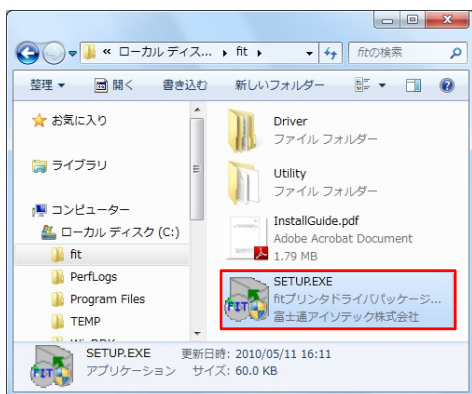 « ローカル ディス... ▸ fit ▸
fitの検索
整理 ▼ 開く 書き込む 新しいフォルダー
お気に入り
ライブラリ
コンピューター
ローカル ディスク (C:)
fit
PerfLogs
Program Files
TEMP
Driver
ファイル フォルダー
Utility
ファイル フォルダー
InstallGuide.pdf
Adobe Acrobat Document
1.79 MB
SETUP.EXE
fitプリンタドライバパッケージ...
富士通アイソテック株式会社
SETUP.EXE 更新日時: 2010/05/11 16:11
アプリケーション サイズ: 60.0 KB